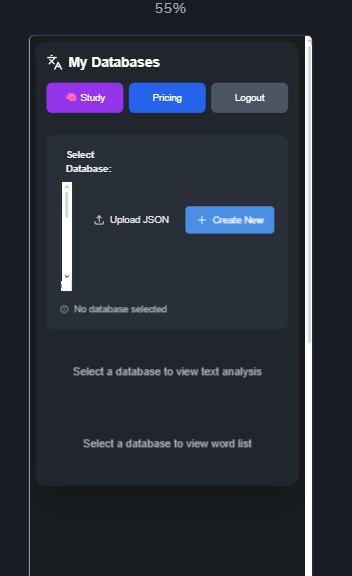 55%
My Databases
Study
Pricing
Logout
Select
Database:
Upload JSON
Create New
No database selected
Select a database to view text analysis
Select a database to view word list